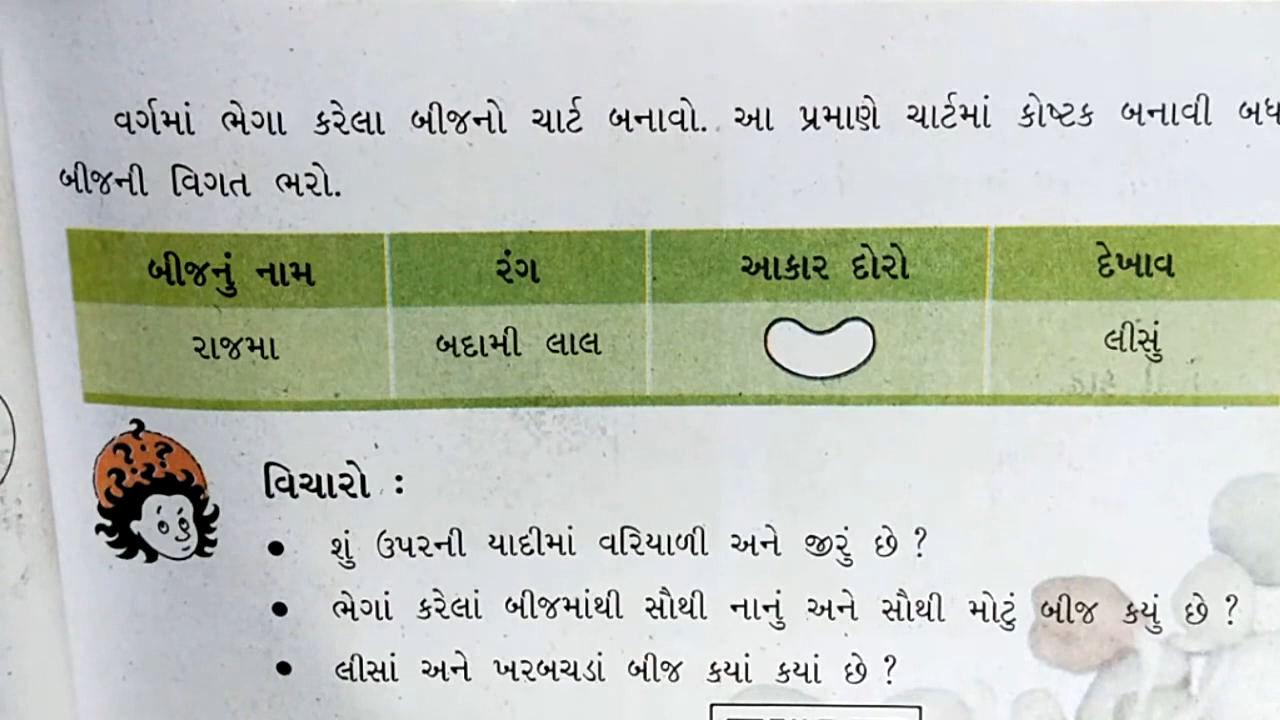 વર્ગમાં ભેગા કરેલા બીજનો ચાર્ટ બનાવો. આ પ્રમાણે ચાર્ટમાં કોષ્ટક બનાવી
બીજની વિગત ભરો.
બીજનું નામ રંગ આકાર દોરો દેખાવ
રાજમા બદામી લાલ લીસું
વિચારો :
• શું ઉપરની યાદીમાં વરિયાળી અને જીરું છે ?
• ભેગાં કરેલાં બીજમાંથી સૌથી નાનું અને સૌથી મોટું બીજ કયું છે ?
• લીસાં અને ખરબચડાં બીજ કયાં કયાં છે ?